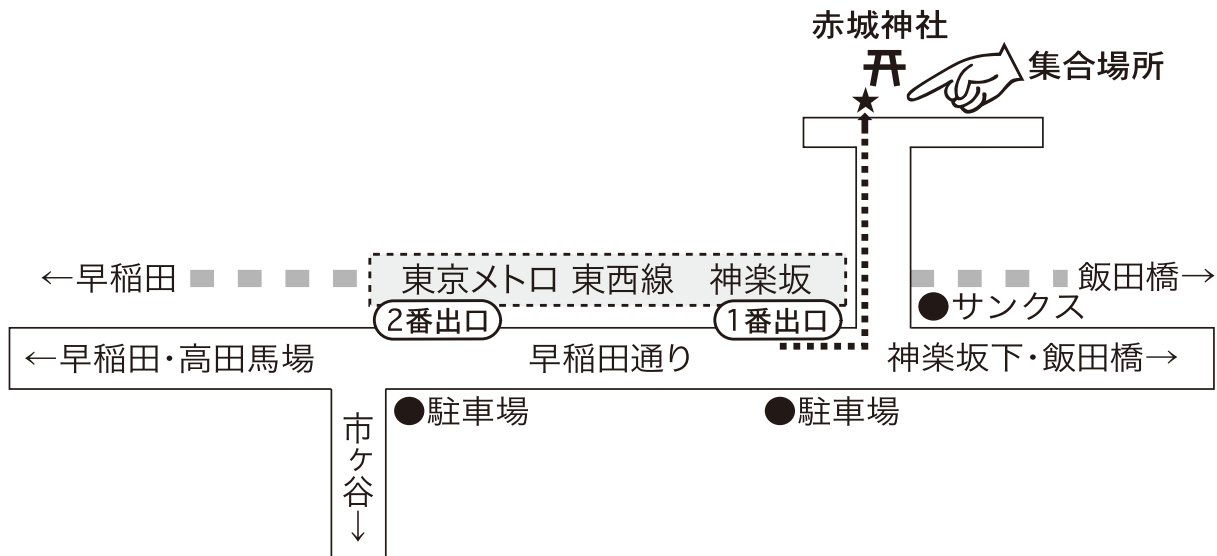 赤城神社
集合場所
←早稲田
東京メトロ 東西線　神楽坂
飯田橋→
サンクス
2番出口
1番出口
←早稲田・高田馬場
早稲田通り
神楽坂下・飯田橋→
●駐車場
●駐車場
市ヶ谷↓